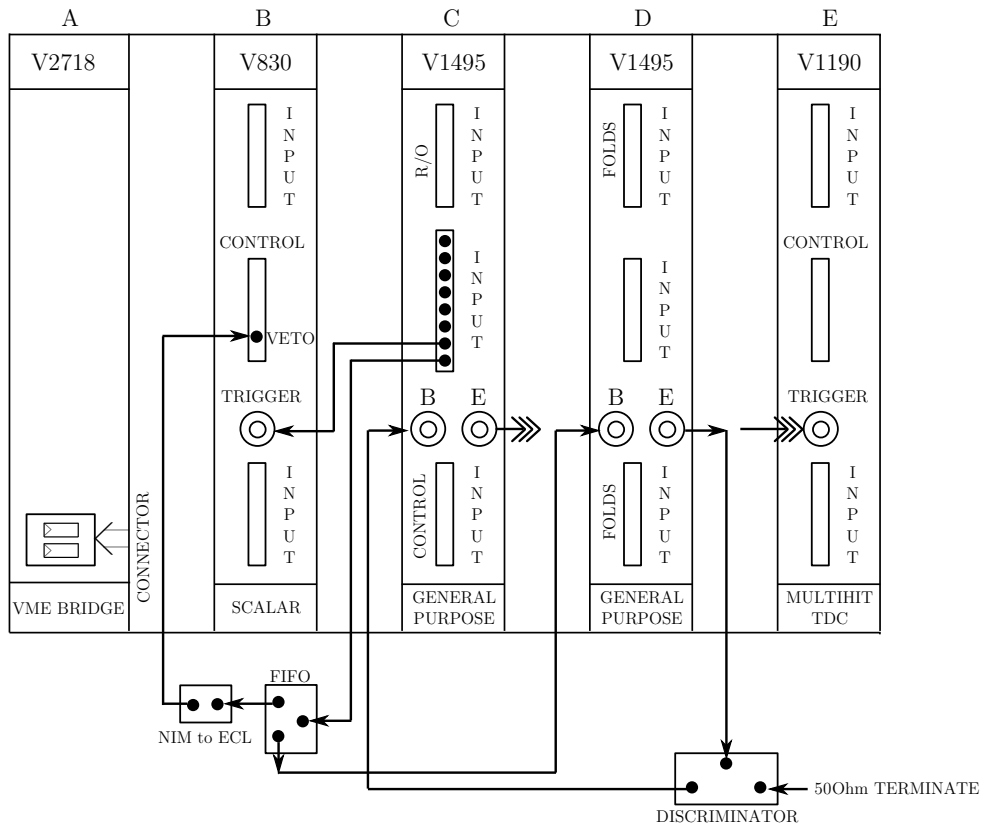 A B C D E
V2718 V830 V1495 V1495 V1190
INPUT
R/O
INPUT
FOLDS
INPUT
CONTROL
CONTROL
INPUT
INPUT
VETO
TRIGGER
B E
B E
TRIGGER
INPUT
CONTROL
INPUT
FOLDS
INPUT
INPUT
CONNECTOR
VME BRIDGE
SCALAR
GENERAL
PURPOSE
GENERAL
PURPOSE
MULTIHIT
TDC
FIFO
NIM to ECL
50Ohm TERMINATE
DISCRIMINATOR